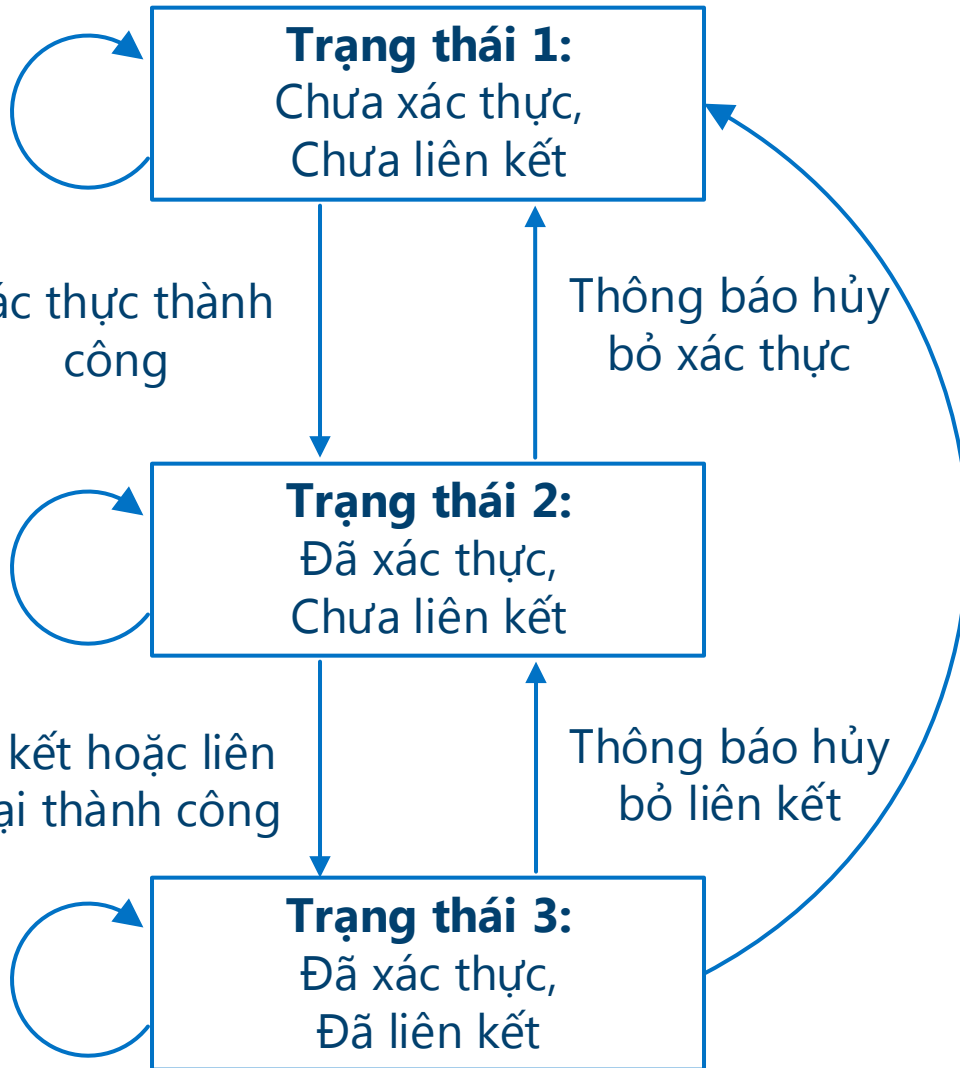 Trạng thái 1:
Chưa xác thực,
Chưa liên kết
thực thành
công
Thông báo hủy
bỏ xác thực
Trạng thái 2:
Đã xác thực,
Chưa liên kết
kết hoặc liên
thành công
Thông báo hủy
bỏ liên kết
Trạng thái 3:
Đã xác thực,
Đã liên kết